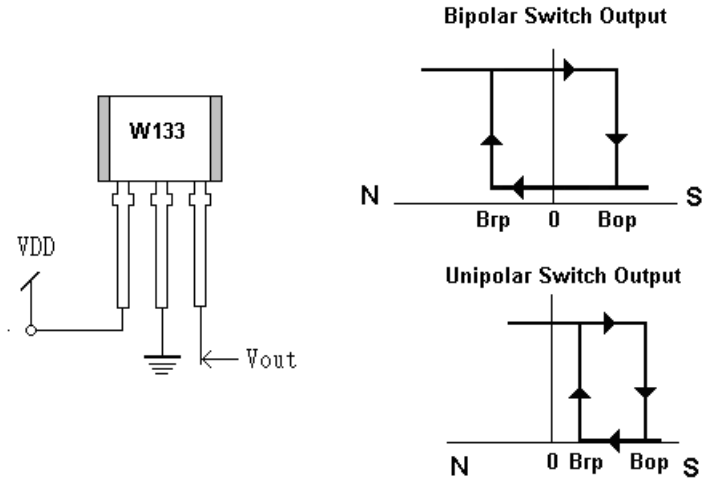 Bipolar Switch Output
W133
N
S
Brp 0 Bop
VDD
Unipolar Switch Output
Vout
0 Brp Bop
N
S